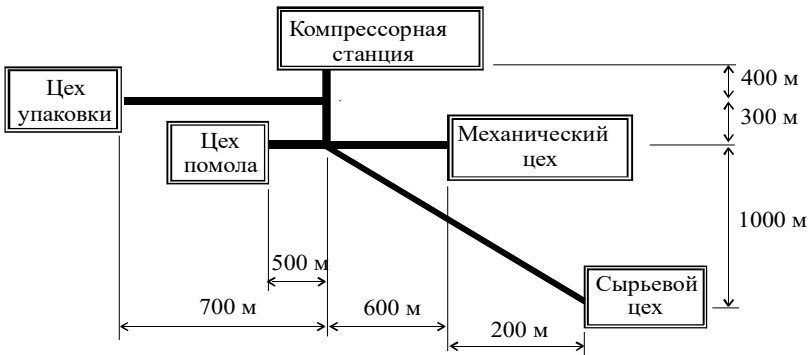 Компрессорная
станция
Цех
упаковки
400 м
300 м
Цех
помола
Механический
цех
1000 м
500 м
Сырьевой
цех
700 м
600 м
200 м